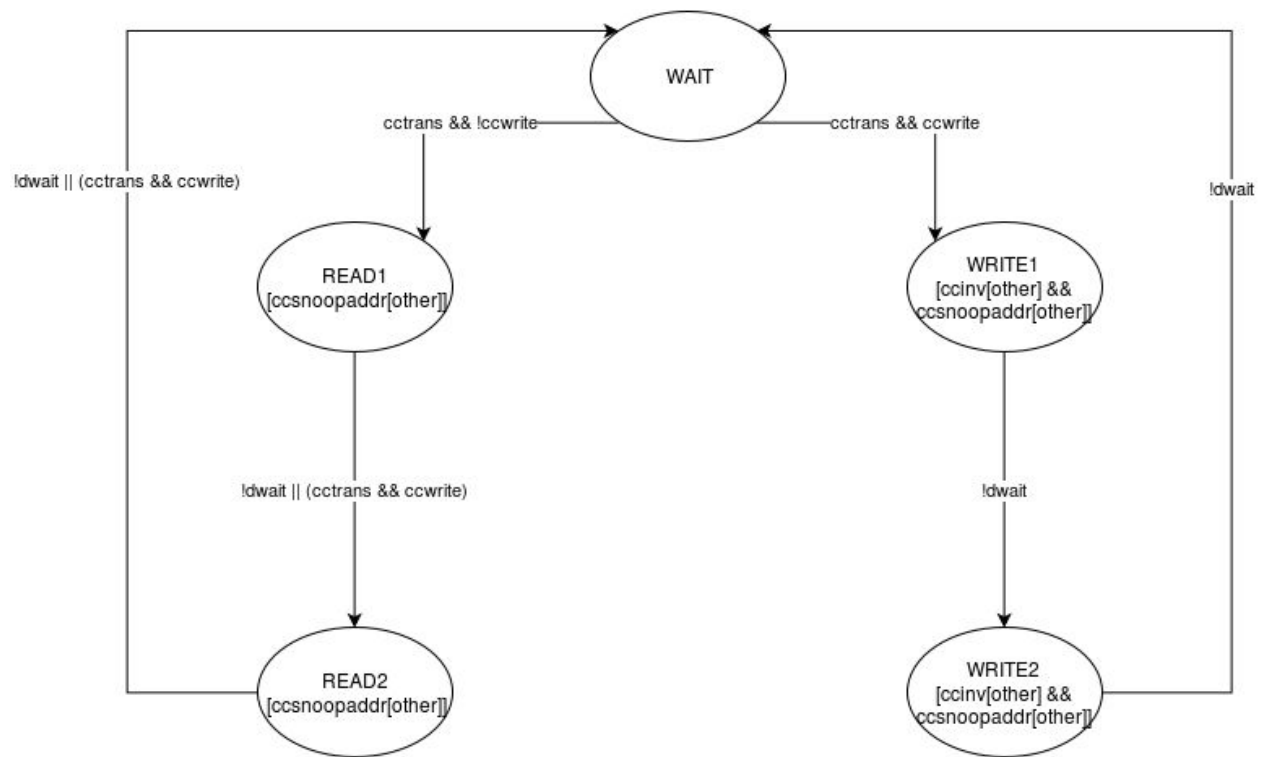 WAIT
cctrans && !ccwrite
cctrans && ccwrite
!dwait || (cctrans && ccwrite)
!dwait
READ1
[ccsnoopaddr[other]]
WRITE1
[ccinv[other] &&
ccsnoopaddr[other]]
!dwait || (cctrans && ccwrite)
!dwait
READ2
[ccsnoopaddr[other]]
WRITE2
[ccinv[other] &&
ccsnoopaddr[other]]